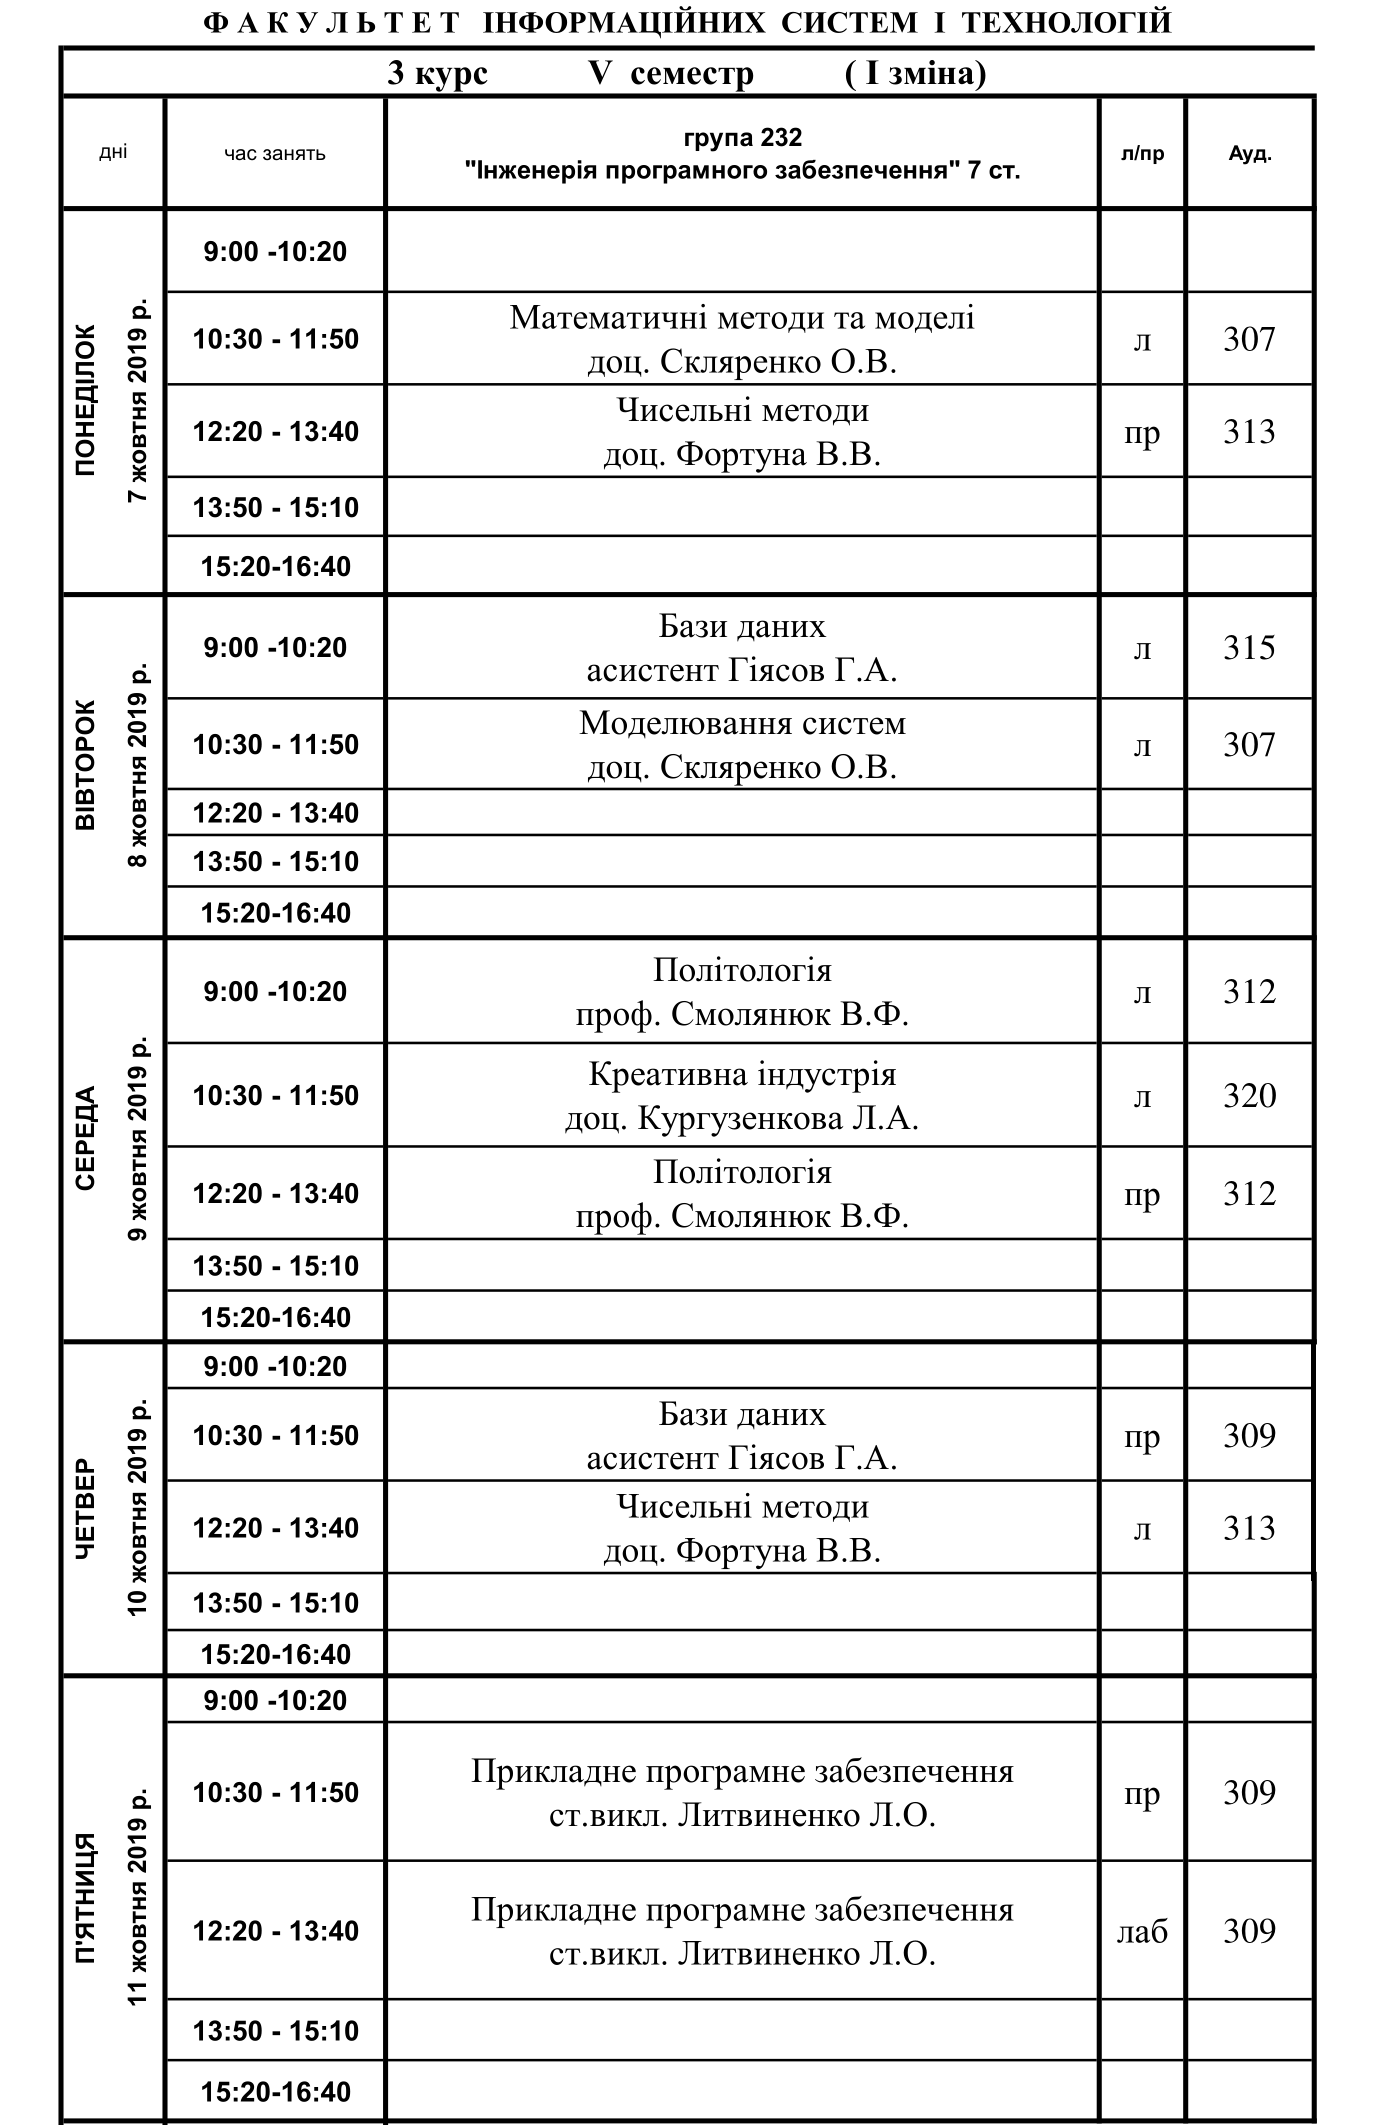 Ф А К У Л Ь Т Е Т ІНФОРМАЦІЙНИХ СИСТЕМ І ТЕХНОЛОГІЙ
3 курс V семестр ( І зміна)
дні
час занять
група 232
"Інженерія програмного забезпечення" 7 ст.
л/пр
Ауд.
ПОНЕДІЛОК
7 жовтня 2019 р.
9:00 -10:20
10:30 - 11:50
Математичні методи та моделі
доц. Скляренко О.В.
л
307
12:20 - 13:40
Чисельні методи
доц. Фортуна В.В.
пр
313
13:50 - 15:10
15:20-16:40
ВІВТОРОК
8 жовтня 2019 р.
9:00 -10:20
Бази даних
асистент Гіясов Г.А.
л
315
10:30 - 11:50
Моделювання систем
доц. Скляренко О.В.
л
307
12:20 - 13:40
13:50 - 15:10
15:20-16:40
СЕРЕДА
9 жовтня 2019 р.
9:00 -10:20
Політологія
проф. Смолянюк В.Ф.
л
312
10:30 - 11:50
Креативна індустрія
доц. Кургузенкова Л.А.
л
320
12:20 - 13:40
Політологія
проф. Смолянюк В.Ф.
пр
312
13:50 - 15:10
15:20-16:40
ЧЕТВЕР
10 жовтня 2019 р.
9:00 -10:20
10:30 - 11:50
Бази даних
асистент Гіясов Г.А.
пр
309
12:20 - 13:40
Чисельні методи
доц. Фортуна В.В.
л
313
13:50 - 15:10
15:20-16:40
П'ЯТНИЦЯ
11 жовтня 2019 р.
9:00 -10:20
10:30 - 11:50
Прикладне програмне забезпечення
ст.викл. Литвиненко Л.О.
пр
309
12:20 - 13:40
Прикладне програмне забезпечення
ст.викл. Литвиненко Л.О.
лаб
309
13:50 - 15:10
15:20-16:40